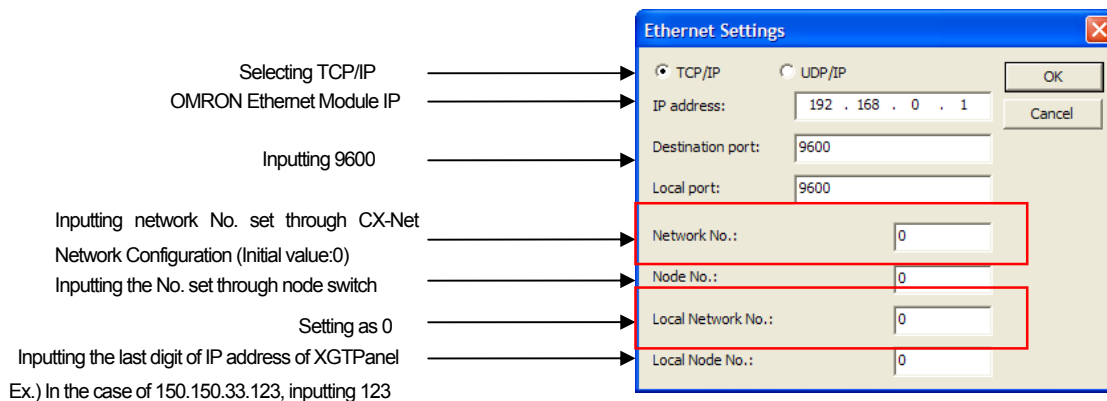 Ethernet Settings
Selecting TCP/IP
TCP/IP UDP/IP
OK
OMRON Ethernet Module IP
IP address: 192 . 168 . 0 . 1
Cancel
Inputting 9600
Destination port: 9600
Local port: 9600
Inputting network No. set through CX-Net
Network Configuration (Initial value:0)
Network No.: 0
Inputting the No. set through node switch
Node No.: 0
Setting as 0
Local Network No.: 0
Inputting the last digit of IP address of XGTPanel
Local Node No.: 0
Ex.) In the case of 150.150.33.123, inputting 123